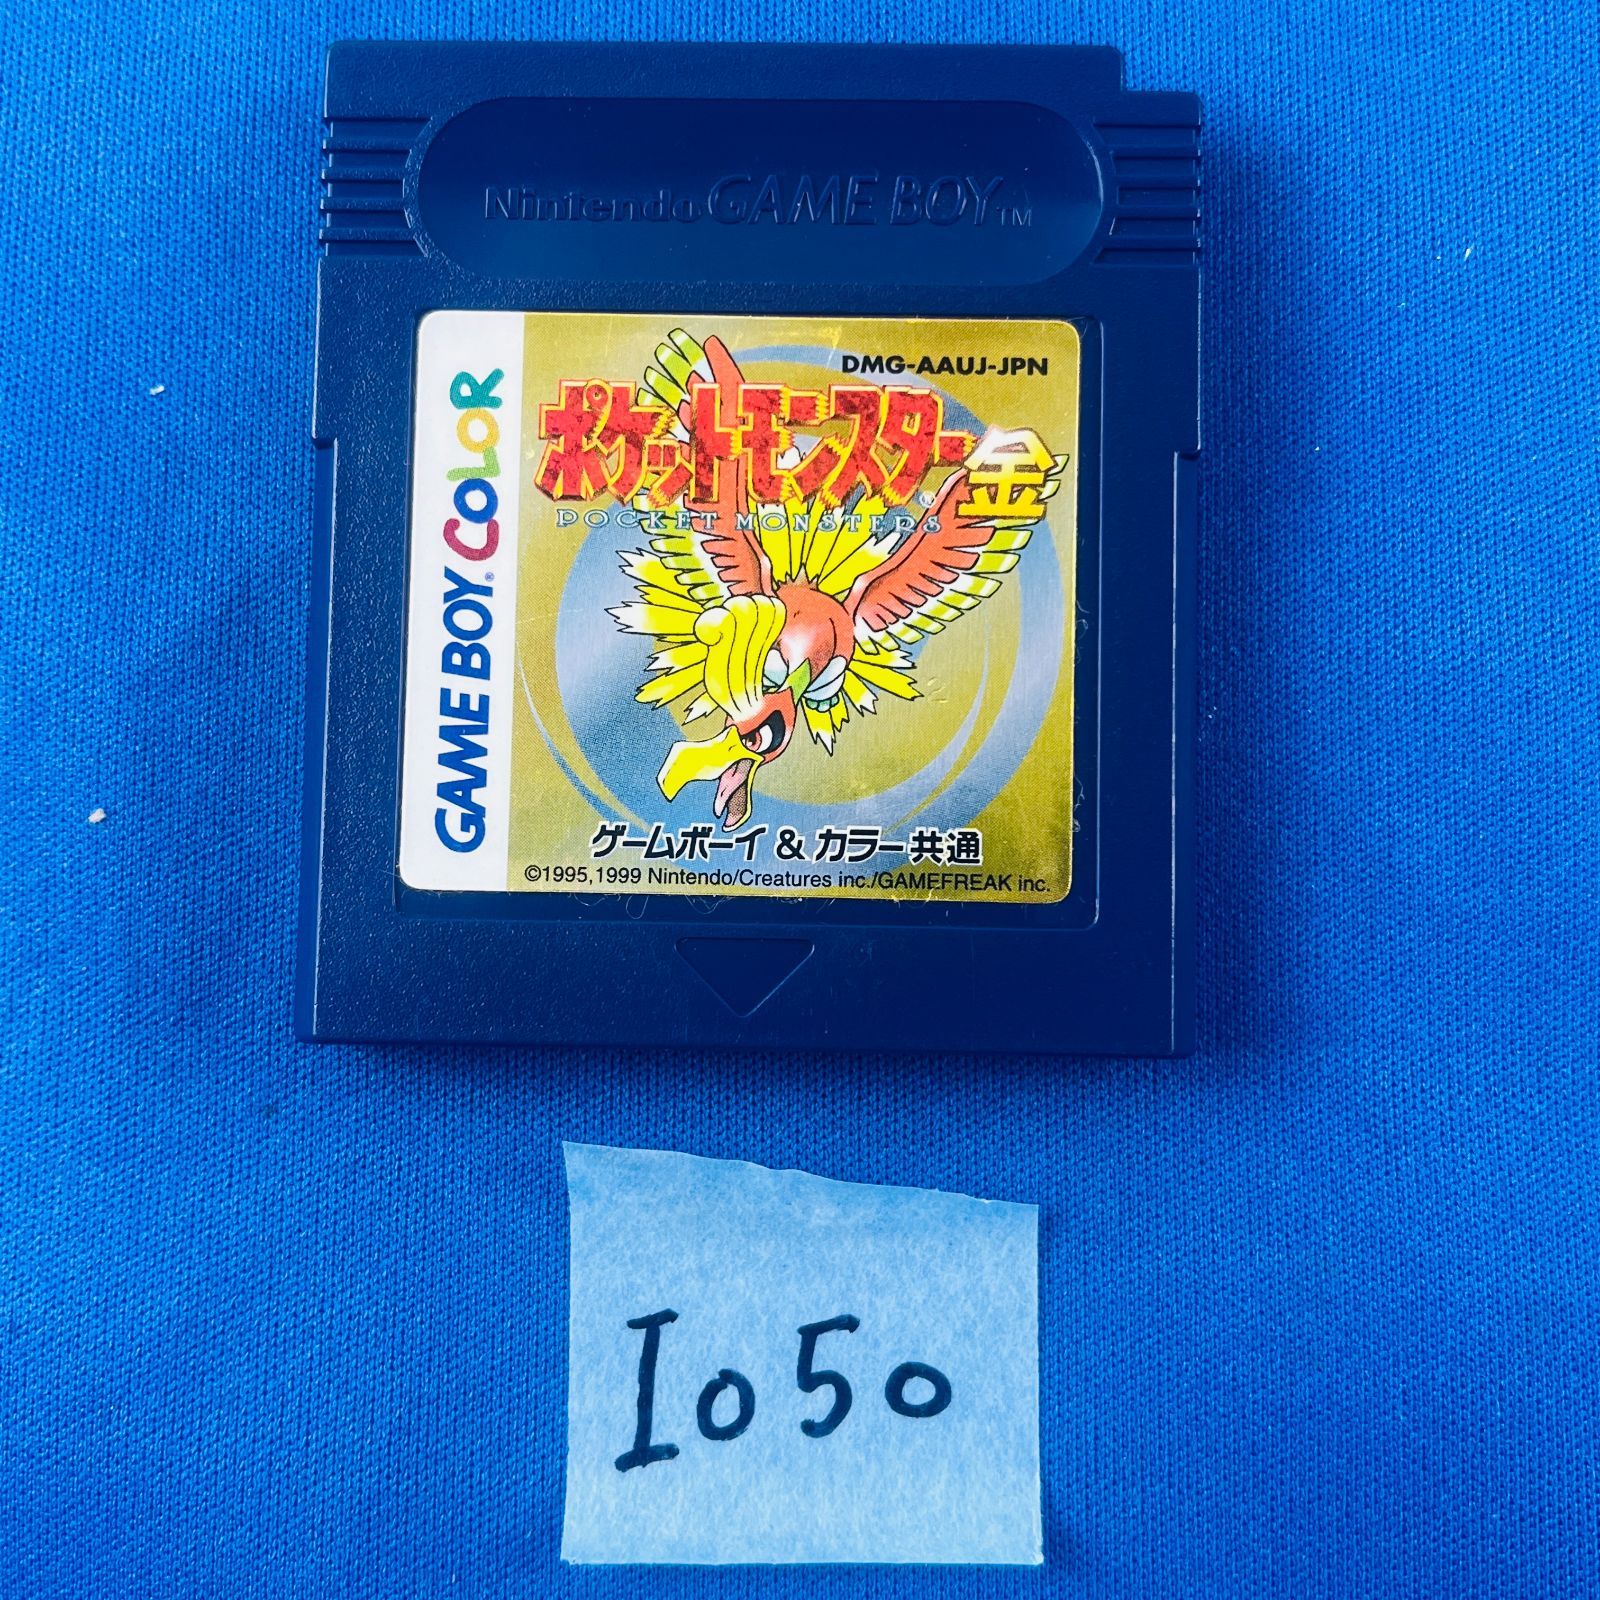 Nintendo GAME BOY™
GAME BOY® COLOR
DMG-AAUJ-JPN
ポケットモンスター®金
POCKET MONSTERS
ゲームボーイ & カラー共通
©1995,1999 Nintendo/Creatures inc./GAMEFREAK inc.
I050